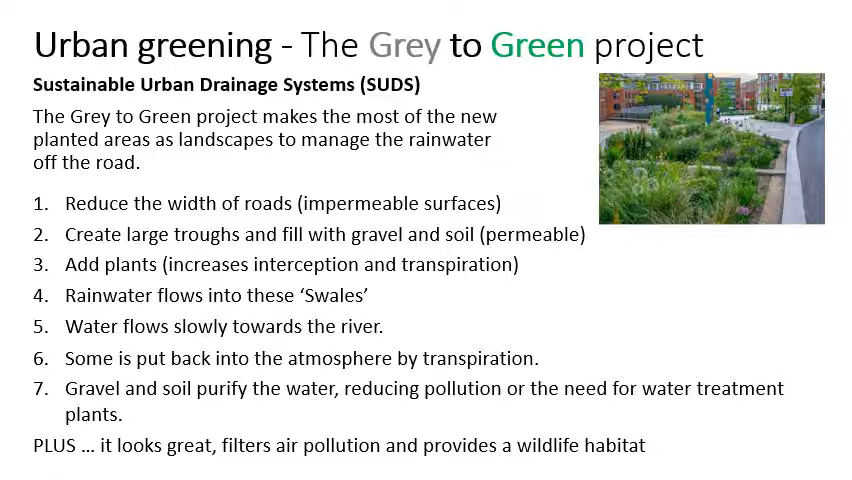 Urban greening - The Grey to Green project
Sustainable Urban Drainage Systems (SUDS)
The Grey to Green project makes the most of the new
planted areas as landscapes to manage the rainwater
off the road.
1. Reduce the width of roads (impermeable surfaces)
2. Create large troughs and fill with gravel and soil (permeable)
3. Add plants (increases interception and transpiration)
4. Rainwater flows into these ‘Swales’
5. Water flows slowly towards the river.
6. Some is put back into the atmosphere by transpiration.
7. Gravel and soil purify the water, reducing pollution or the need for water treatment
plants.
PLUS … it looks great, filters air pollution and provides a wildlife habitat